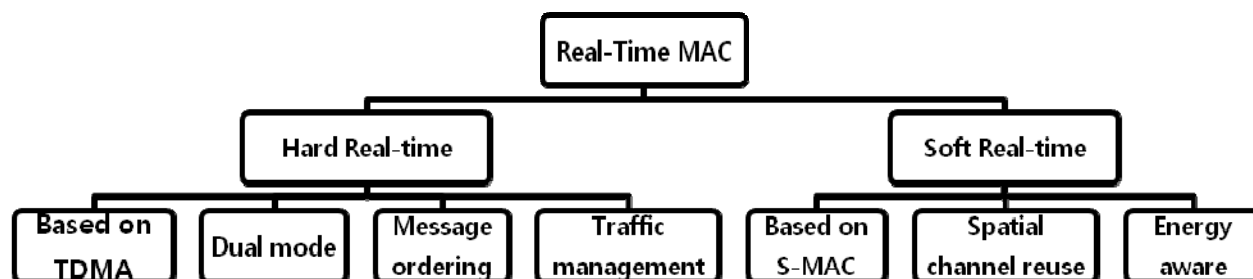 Real-Time MAC
Hard Real-time
Soft Real-time
Based on
TDMA
Dual mode
Message
ordering
Traffic
management
Based on
S-MAC
Spatial
channel reuse
Energy
aware